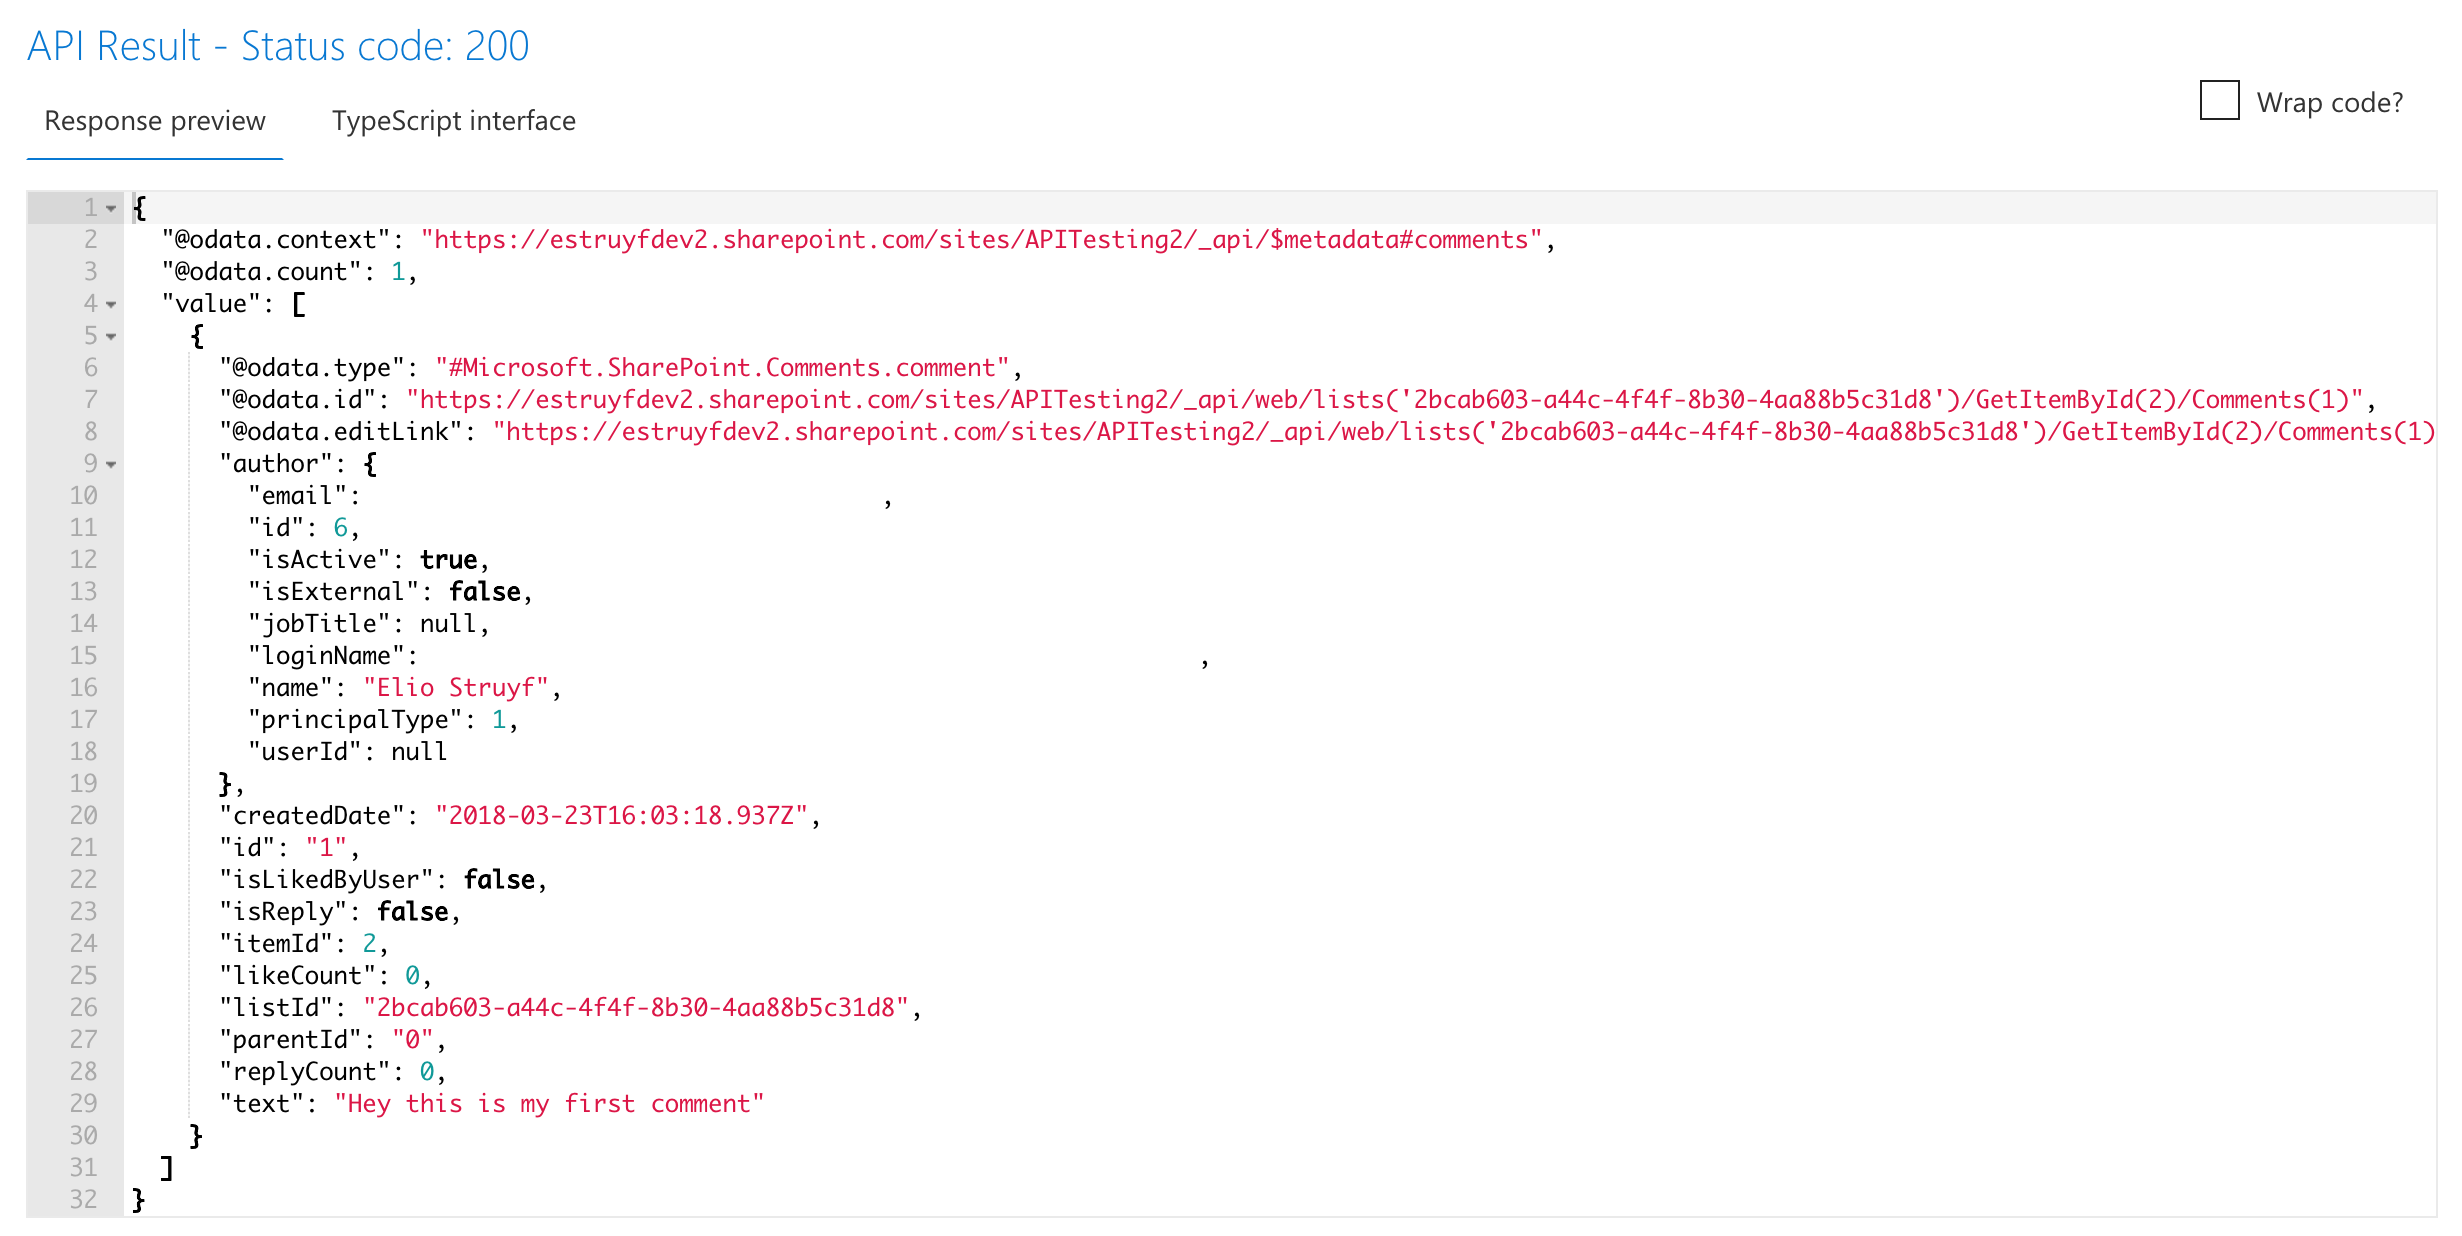 API Result - Status code: 200
Response preview TypeScript interface Wrap code?
1 {
2 "@odata.context": "https://estruyfdev2.sharepoint.com/sites/APITesting2/_api/$metadata#comments",
3 "@odata.count": 1,
4 "value": [
5 {
6 "@odata.type": "#Microsoft.SharePoint.Comments.comment",
7 "@odata.id": "https://estruyfdev2.sharepoint.com/sites/APITesting2/_api/web/lists('2bcab603-a44c-4f4f-8b30-4aa88b5c31d8')/GetItemById(2)/Comments(1)",
8 "@odata.editLink": "https://estruyfdev2.sharepoint.com/sites/APITesting2/_api/web/lists('2bcab603-a44c-4f4f-8b30-4aa88b5c31d8')/GetItemById(2)/Comments(1)
9 "author": {
10 "email": ,
11 "id": 6,
12 "isActive": true,
13 "isExternal": false,
14 "jobTitle": null,
15 "loginName": ,
16 "name": "Elio Struyf",
17 "principalType": 1,
18 "userId": null
19 },
20 "createdDate": "2018-03-23T16:03:18.937Z",
21 "id": "1",
22 "isLikedByUser": false,
23 "isReply": false,
24 "itemId": 2,
25 "likeCount": 0,
26 "listId": "2bcab603-a44c-4f4f-8b30-4aa88b5c31d8",
27 "parentId": "0",
28 "replyCount": 0,
29 "text": "Hey this is my first comment"
30 }
31 ]
32 }